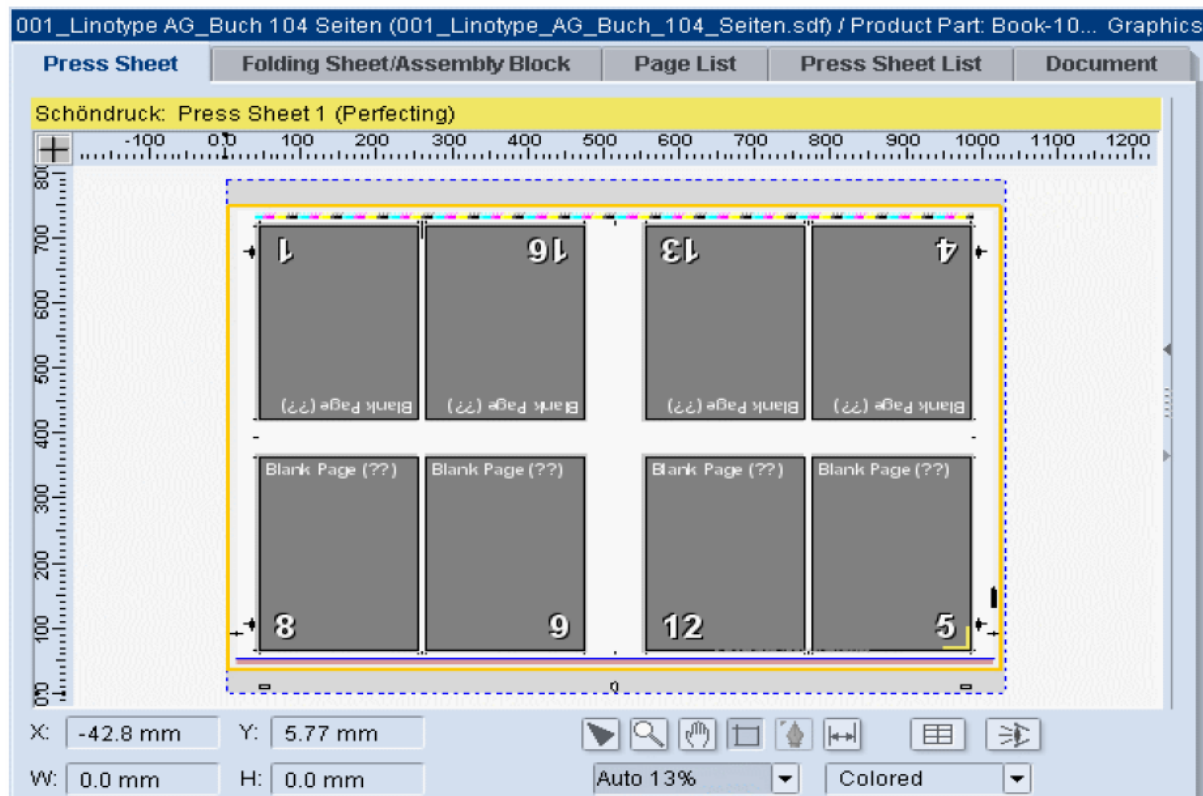 001_Linotype AG_Buch 104 Seiten (001_Linotype_AG_Buch_104_Seiten.sdf) / Product Part: Book-10... Graphics
Press Sheet Folding Sheet/Assembly Block Page List Press Sheet List Document
Schöndruck: Press Sheet 1 (Perfecting)
-100 0.0 100 200 300 400 500 600 700 800 900 1000 1100 1200
800
700
600
500
400
300
200
100
0.0
1 16 13 4
Blank Page (??) Blank Page (??) Blank Page (??) Blank Page (??)
Blank Page (??) Blank Page (??) Blank Page (??) Blank Page (??)
8 9 12 5
X: -42.8 mm Y: 5.77 mm
W: 0.0 mm H: 0.0 mm Auto 13% Colored